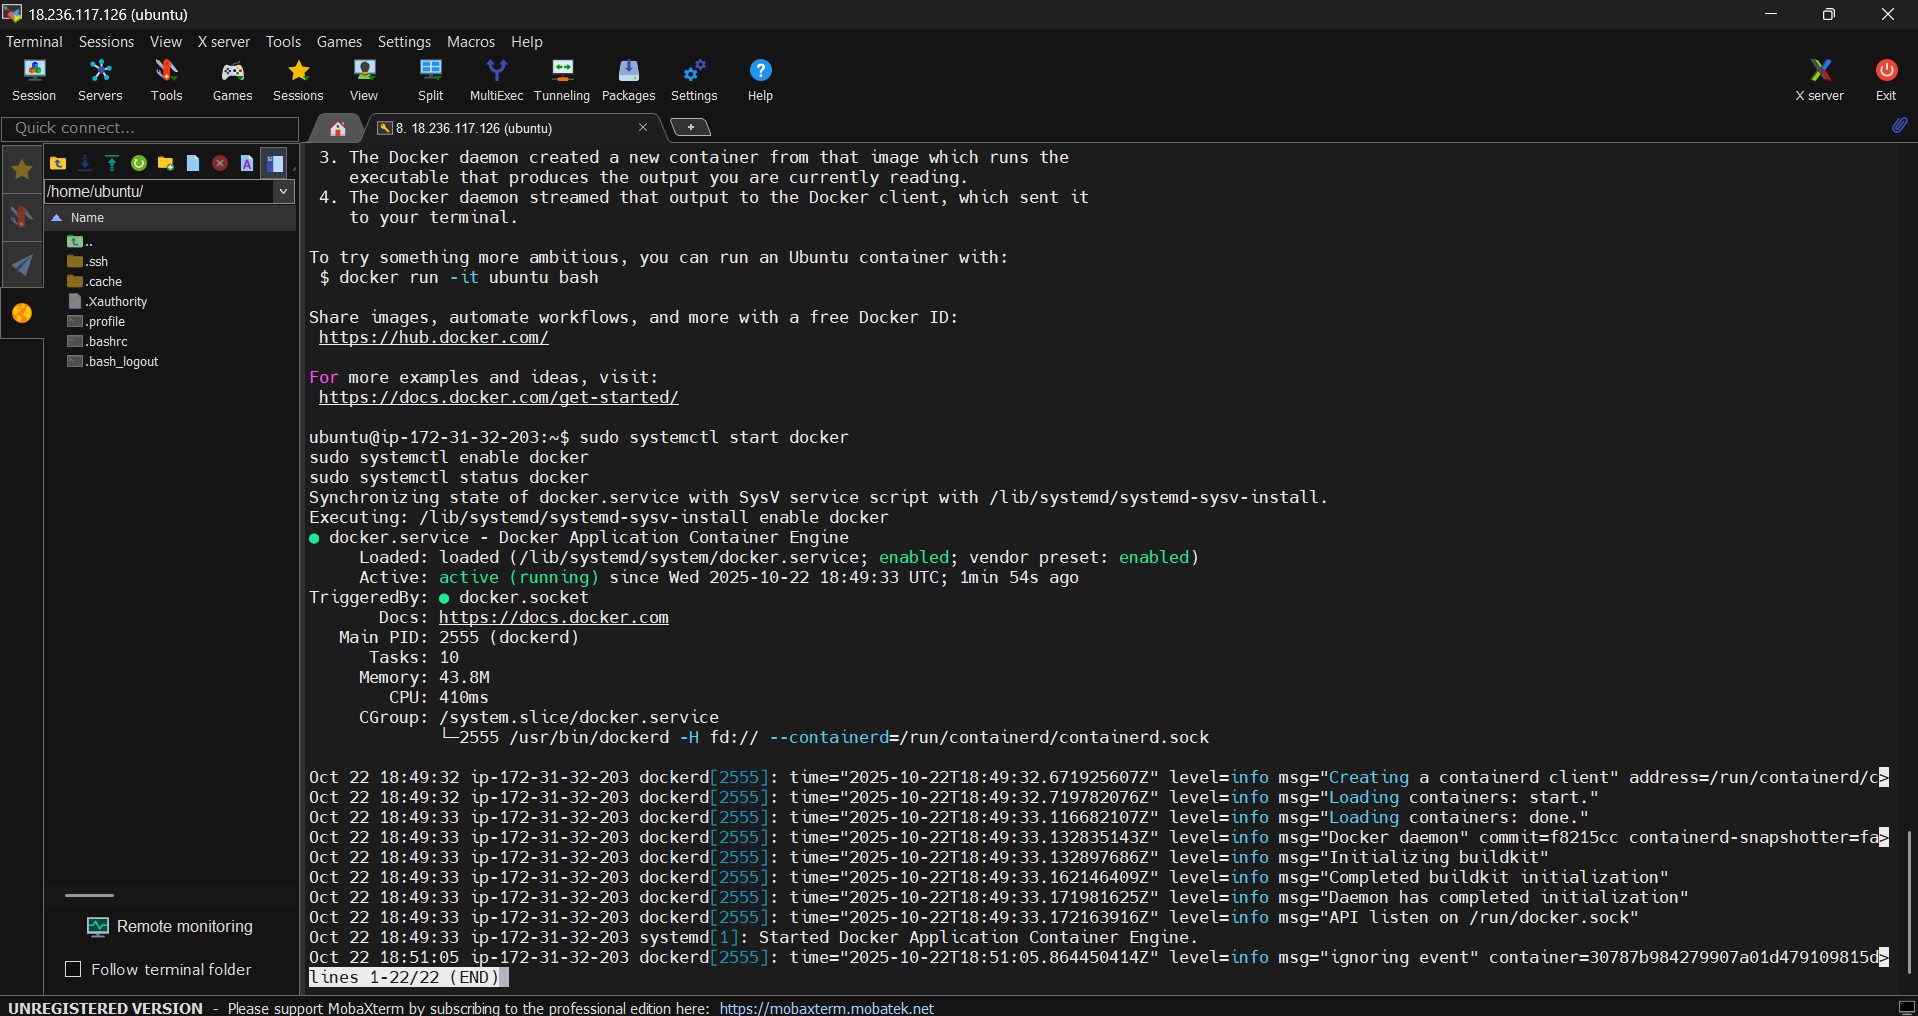 18.236.117.126 (ubuntu)
Terminal Sessions View X server Tools Games Settings Macros Help
Session Servers Tools Games Sessions View Split MultiExec Tunneling Packages Settings Help X server Exit
Quick connect...
8. 18.236.117.126 (ubuntu)
/home/ubuntu/
Name
..
.ssh
.cache
.Xauthority
.profile
.bashrc
.bash_logout
Remote monitoring
Follow terminal folder
3. The Docker daemon created a new container from that image which runs the
executable that produces the output you are currently reading.
4. The Docker daemon streamed that output to the Docker client, which sent it
to your terminal.
To try something more ambitious, you can run an Ubuntu container with:
$ docker run -it ubuntu bash
Share images, automate workflows, and more with a free Docker ID:
https://hub.docker.com/
For more examples and ideas, visit:
https://docs.docker.com/get-started/
ubuntu@ip-172-31-32-203:~$ sudo systemctl start docker
sudo systemctl enable docker
sudo systemctl status docker
Synchronizing state of docker.service with SysV service script with /lib/systemd/systemd-sysv-install.
Executing: /lib/systemd/systemd-sysv-install enable docker
● docker.service - Docker Application Container Engine
Loaded: loaded (/lib/systemd/system/docker.service; enabled; vendor preset: enabled)
Active: active (running) since Wed 2025-10-22 18:49:33 UTC; 1min 54s ago
TriggeredBy: ● docker.socket
Docs: https://docs.docker.com
Main PID: 2555 (dockerd)
Tasks: 10
Memory: 43.8M
CPU: 410ms
CGroup: /system.slice/docker.service
└─2555 /usr/bin/dockerd -H fd:// --containerd=/run/containerd/containerd.sock
Oct 22 18:49:32 ip-172-31-32-203 dockerd[2555]: time="2025-10-22T18:49:32.671925607Z" level=info msg="Creating a containerd client" address=/run/containerd/c>
Oct 22 18:49:32 ip-172-31-32-203 dockerd[2555]: time="2025-10-22T18:49:32.719782076Z" level=info msg="Loading containers: start."
Oct 22 18:49:33 ip-172-31-32-203 dockerd[2555]: time="2025-10-22T18:49:33.116682107Z" level=info msg="Loading containers: done."
Oct 22 18:49:33 ip-172-31-32-203 dockerd[2555]: time="2025-10-22T18:49:33.132835143Z" level=info msg="Docker daemon" commit=f8215cc containerd-snapshotter=fa>
Oct 22 18:49:33 ip-172-31-32-203 dockerd[2555]: time="2025-10-22T18:49:33.132897686Z" level=info msg="Initializing buildkit"
Oct 22 18:49:33 ip-172-31-32-203 dockerd[2555]: time="2025-10-22T18:49:33.162146409Z" level=info msg="Completed buildkit initialization"
Oct 22 18:49:33 ip-172-31-32-203 dockerd[2555]: time="2025-10-22T18:49:33.171981625Z" level=info msg="Daemon has completed initialization"
Oct 22 18:49:33 ip-172-31-32-203 dockerd[2555]: time="2025-10-22T18:49:33.172163916Z" level=info msg="API listen on /run/docker.sock"
Oct 22 18:49:33 ip-172-31-32-203 systemd[1]: Started Docker Application Container Engine.
Oct 22 18:51:05 ip-172-31-32-203 dockerd[2555]: time="2025-10-22T18:51:05.864450414Z" level=info msg="ignoring event" container=30787b984279907a01d479109815d>
lines 1-22/22 (END)
UNREGISTERED VERSION - Please support MobaXterm by subscribing to the professional edition here: https://mobaxterm.mobatek.net